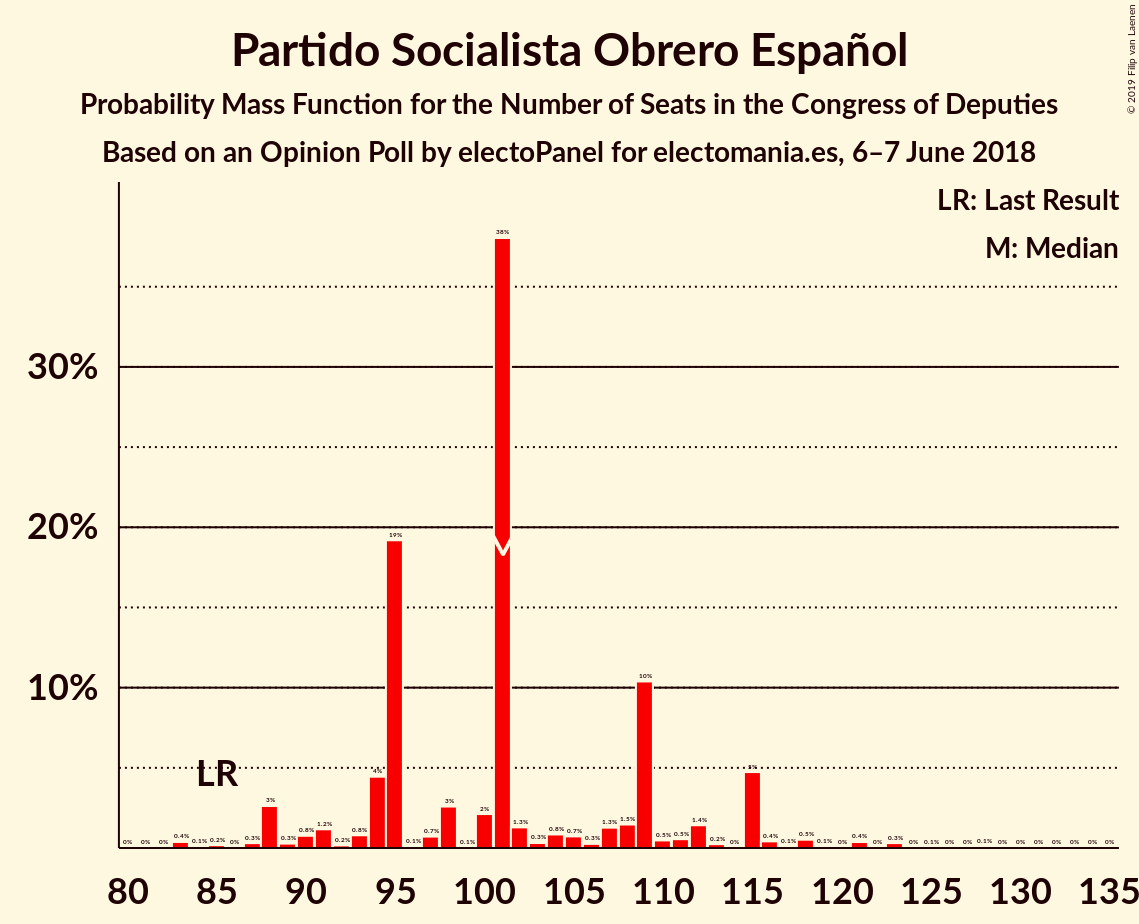 Partido Socialista Obrero Español
Probability Mass Function for the Number of Seats in the Congress of Deputies
Based on an Opinion Poll by electoPanel for electomania.es, 6–7 June 2018
© 2019 Filip van Laenen
LR: Last Result
M: Median
30%
20%
10%
LR
0% 0% 0% 0.4% 0.1% 0.2% 0% 0.3% 3% 0.3% 0.8% 1.2% 0.2% 0.8% 4% 19% 0.1% 0.7% 3% 0.1% 2% 38% 1.3% 0.3% 0.8% 0.7% 0.3% 1.3% 1.5% 10% 0.5% 0.5% 1.4% 0.2% 0% 5% 0.4% 0.1% 0.5% 0.1% 0% 0.4% 0% 0.3% 0% 0.1% 0% 0% 0.1% 0% 0% 0% 0% 0% 0% 0%
80 85 90 95 100 105 110 115 120 125 130 135